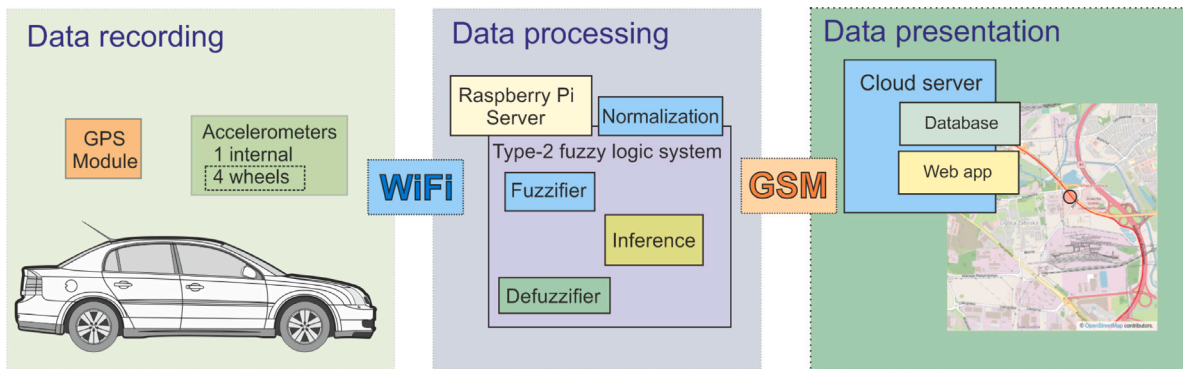 Data recording
GPS
Module
Accelerometers
1 internal
4 wheels
WiFi
Data processing
Raspberry Pi
Server
Normalization
Type-2 fuzzy logic system
Fuzzifier
Inference
Defuzzifier
GSM
Data presentation
Cloud server
Database
Web app
© OpenStreetMap contributors.